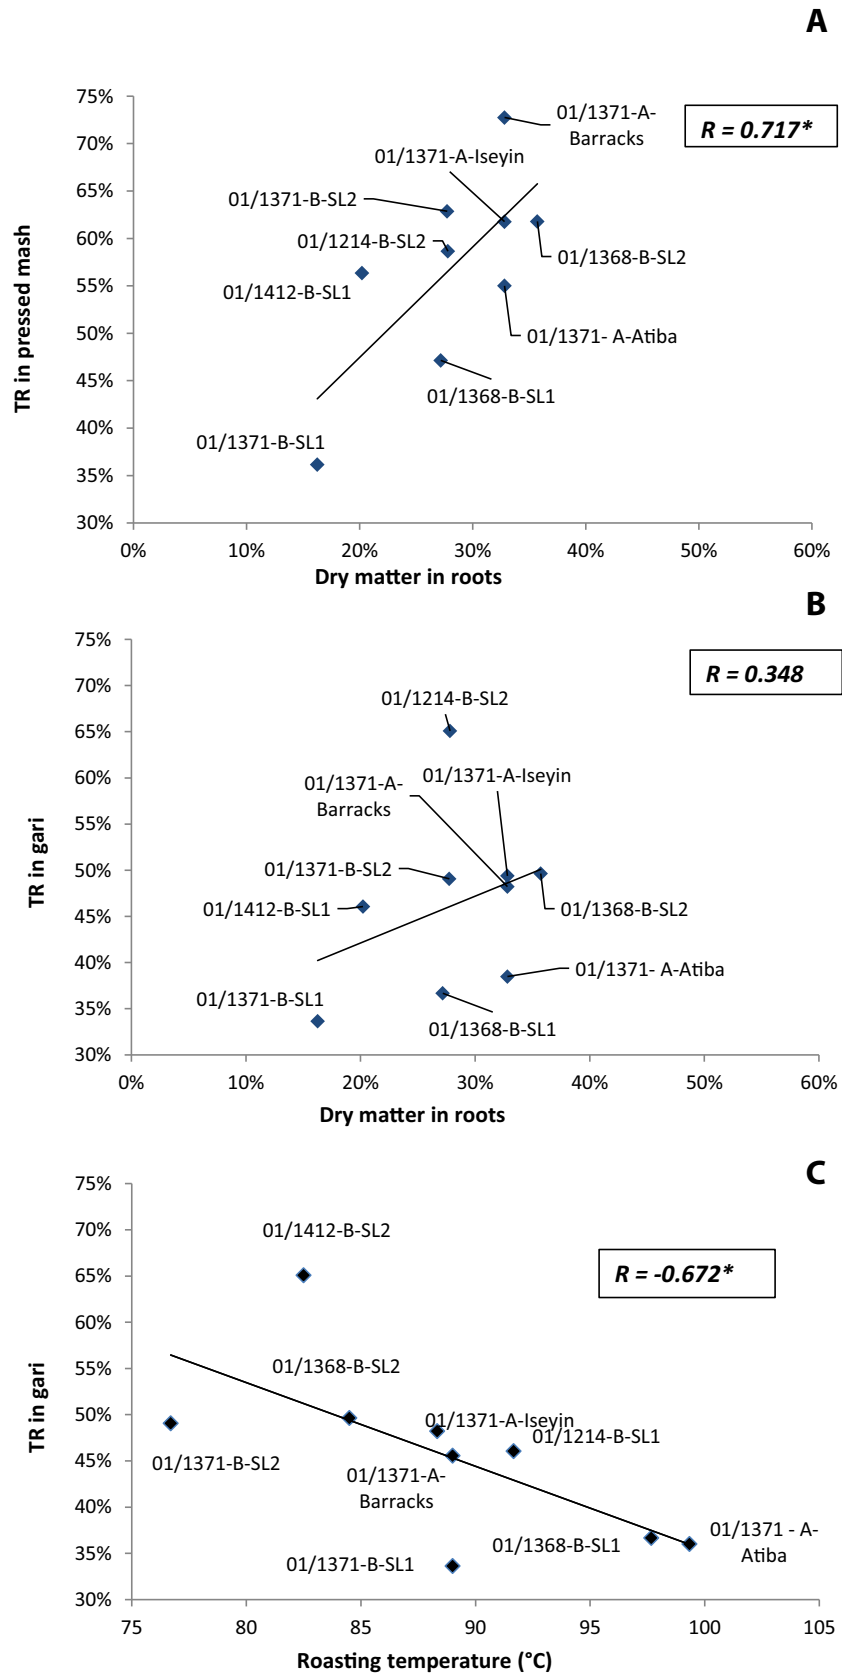 A
75%
70%
65%
60%
55%
50%
45%
40%
35%
30%
TR in pressed mash
01/1371-A-
Barracks
R = 0.717*
01/1371-A-Iseyin
01/1371-B-SL2
01/1214-B-SL2
01/1368-B-SL2
01/1412-B-SL1
01/1371- A-Atiba
01/1368-B-SL1
01/1371-B-SL1
0%
10%
20%
30%
40%
50%
60%
Dry matter in roots
B
75%
70%
65%
60%
55%
50%
45%
40%
35%
30%
TR in gari
R = 0.348
01/1214-B-SL2
01/1371-A-
Barracks
01/1371-A-Iseyin
01/1371-B-SL2
01/1412-B-SL1
01/1368-B-SL2
01/1371- A-Atiba
01/1371-B-SL1
01/1368-B-SL1
0%
10%
20%
30%
40%
50%
60%
Dry matter in roots
C
75%
70%
65%
60%
55%
50%
45%
40%
35%
30%
TR in gari
01/1412-B-SL2
R = -0.672*
01/1368-B-SL2
01/1371-A-Iseyin
01/1214-B-SL1
01/1371-B-SL2
01/1371-A-
Barracks
01/1371 - A-
Atiba
01/1368-B-SL1
01/1371-B-SL1
75
80
85
90
95
100
105
Roasting temperature (°C)